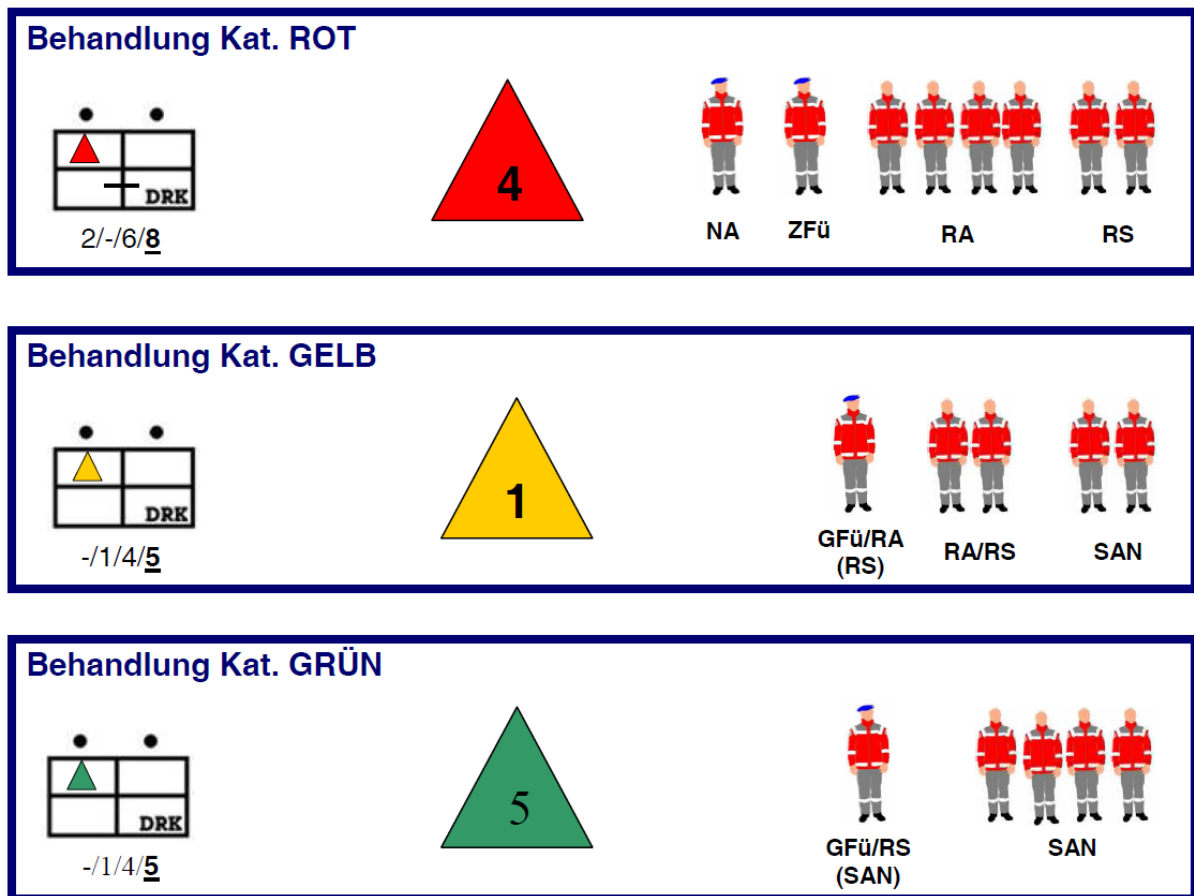 Behandlung Kat. ROT
DRK
2/-/6/8
4
NA ZFü RA RS
Behandlung Kat. GELB
DRK
-/1/4/5
1
GFü/RA
(RS)
RA/RS
SAN
Behandlung Kat. GRÜN
DRK
-/1/4/5
5
GFü/RS
(SAN)
SAN